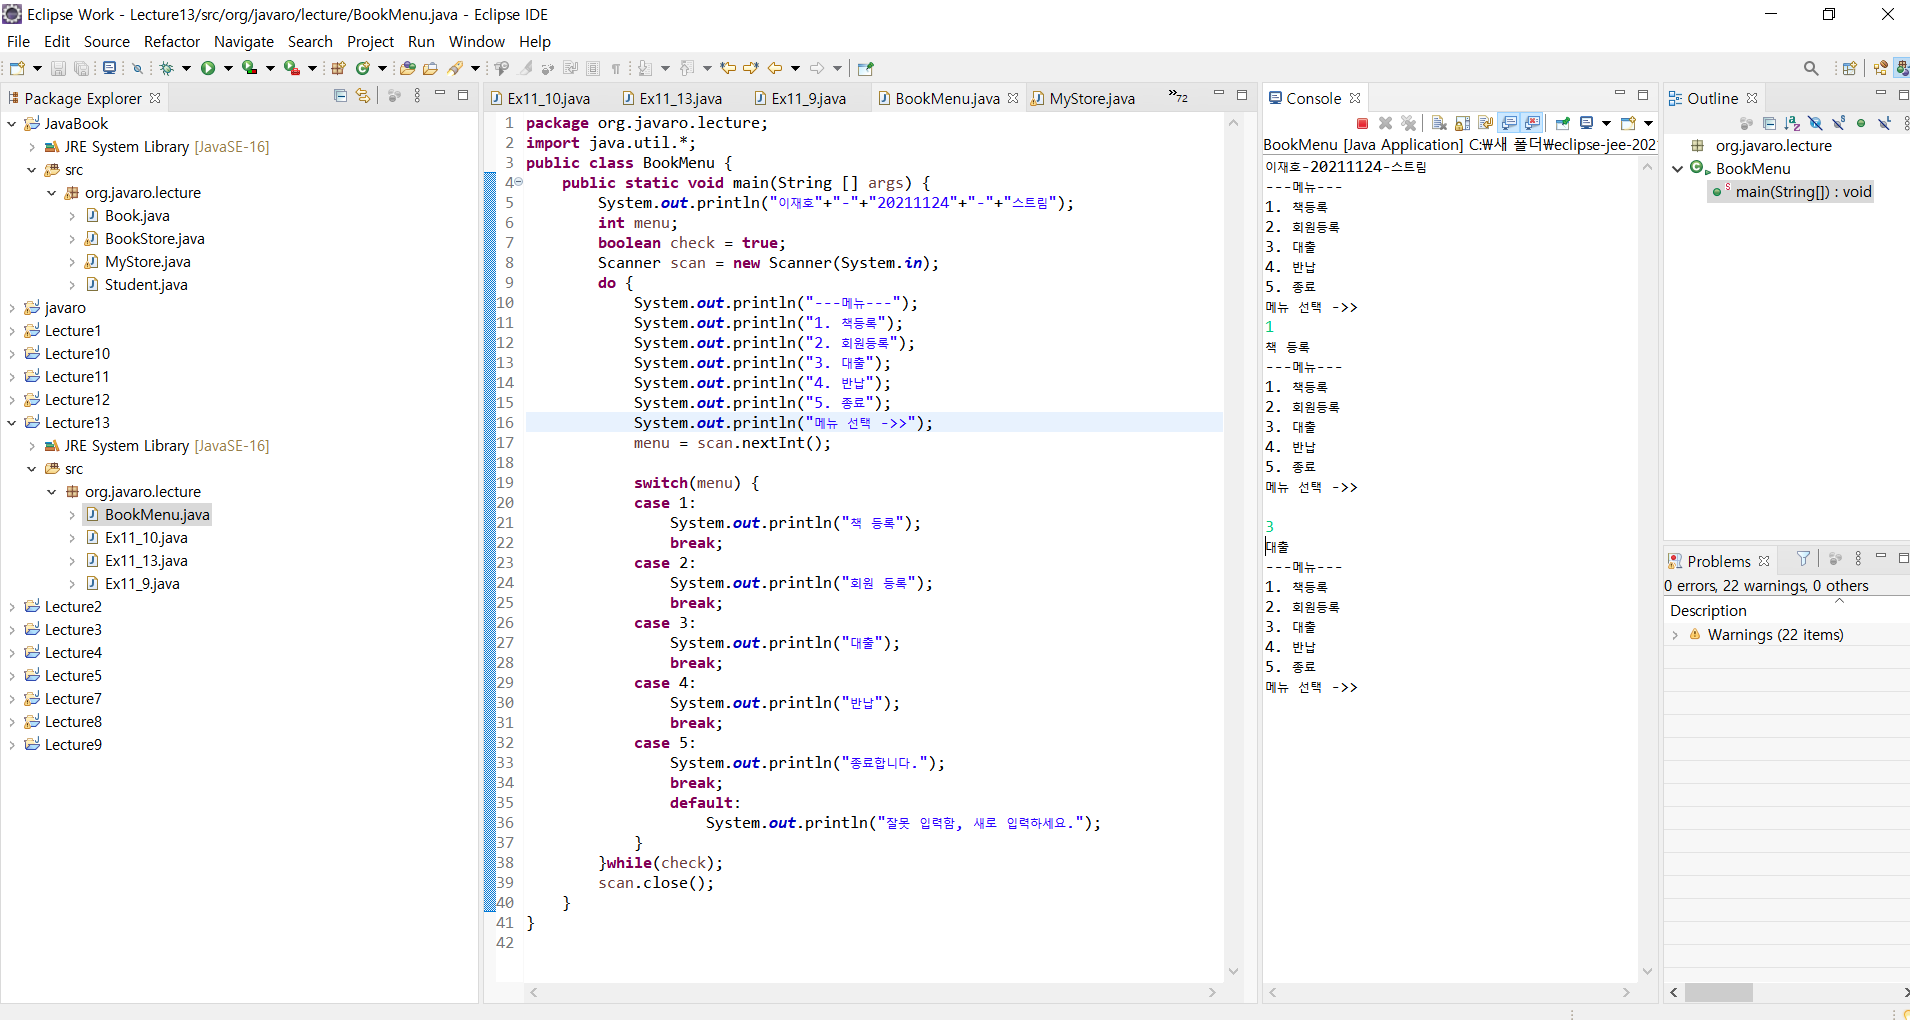 Eclipse Work - Lecture13/src/org/javaro/lecture/BookMenu.java - Eclipse IDE
File Edit Source Refactor Navigate Search Project Run Window Help
Package Explorer
JavaBook
JRE System Library [JavaSE-16]
src
org.javaro.lecture
Book.java
BookStore.java
MyStore.java
Student.java
javaro
Lecture1
Lecture10
Lecture11
Lecture12
Lecture13
JRE System Library [JavaSE-16]
src
org.javaro.lecture
BookMenu.java
Ex11_10.java
Ex11_13.java
Ex11_9.java
Lecture2
Lecture3
Lecture4
Lecture5
Lecture7
Lecture8
Lecture9
Ex11_10.java Ex11_13.java Ex11_9.java BookMenu.java MyStore.java »72
1 package org.javaro.lecture;
2 import java.util.*;
3 public class BookMenu {
4 public static void main(String [] args) {
5 System.out.println("이재호"+"-"+"20211124"+"-"+"스트림");
6 int menu;
7 boolean check = true;
8 Scanner scan = new Scanner(System.in);
9 do {
10 System.out.println("---메뉴---");
11 System.out.println("1. 책등록");
12 System.out.println("2. 회원등록");
13 System.out.println("3. 대출");
14 System.out.println("4. 반납");
15 System.out.println("5. 종료");
16 System.out.println("메뉴 선택 ->>");
17 menu = scan.nextInt();
18
19 switch(menu) {
20 case 1:
21 System.out.println("책 등록");
22 break;
23 case 2:
24 System.out.println("회원 등록");
25 break;
26 case 3:
27 System.out.println("대출");
28 break;
29 case 4:
30 System.out.println("반납");
31 break;
32 case 5:
33 System.out.println("종료합니다.");
34 break;
35 default:
36 System.out.println("잘못 입력함, 새로 입력하세요.");
37 }
38 }while(check);
39 scan.close();
40 }
41 }
42
Console
BookMenu [Java Application] C:₩새 폴더₩eclipse-jee-202
이재호-20211124-스트림
---메뉴---
1. 책등록
2. 회원등록
3. 대출
4. 반납
5. 종료
메뉴 선택 ->>
1
책 등록
---메뉴---
1. 책등록
2. 회원등록
3. 대출
4. 반납
5. 종료
메뉴 선택 ->>
3
대출
---메뉴---
1. 책등록
2. 회원등록
3. 대출
4. 반납
5. 종료
메뉴 선택 ->>
Outline
org.javaro.lecture
BookMenu
main(String[]) : void
Problems
0 errors, 22 warnings, 0 others
Description
Warnings (22 items)